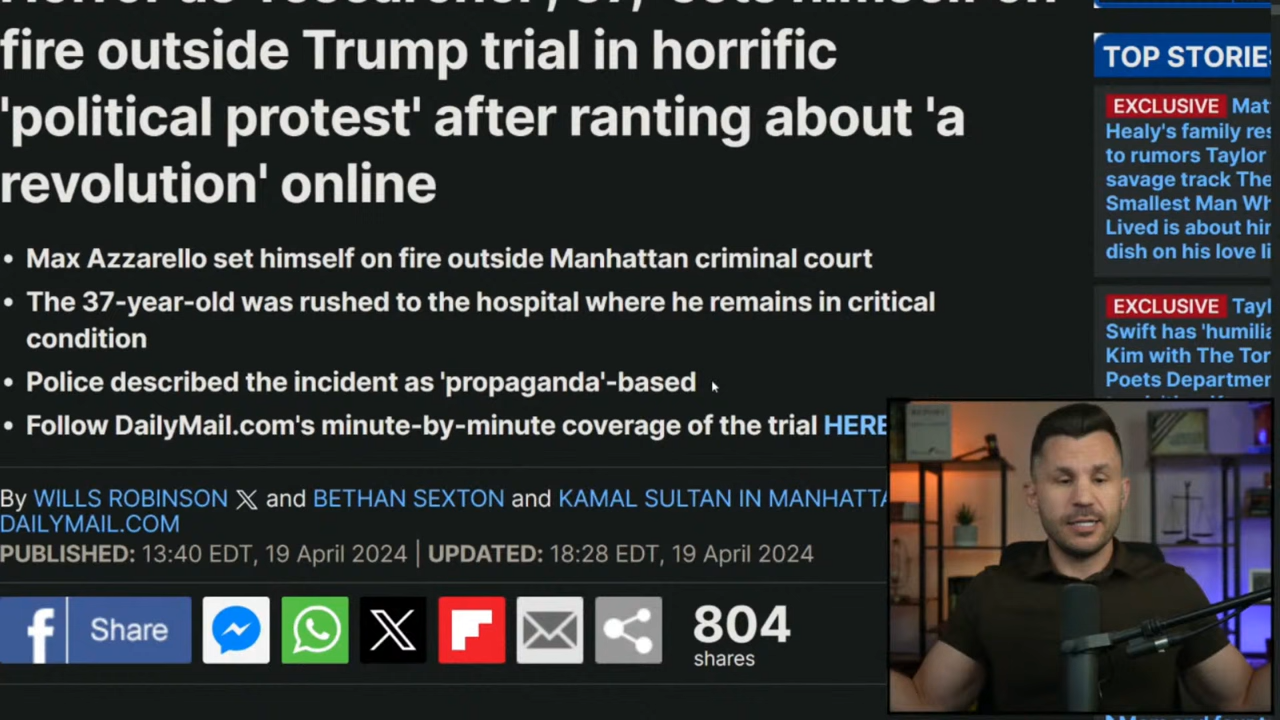 fire outside Trump trial in horrific
'political protest' after ranting about 'a
revolution' online
• Max Azzarello set himself on fire outside Manhattan criminal court
• The 37-year-old was rushed to the hospital where he remains in critical
condition
• Police described the incident as 'propaganda'-based
• Follow DailyMail.com's minute-by-minute coverage of the trial HERE
By WILLS ROBINSON X and BETHAN SEXTON and KAMAL SULTAN IN MANHATTA
DAILYMAIL.COM
PUBLISHED: 13:40 EDT, 19 April 2024 | UPDATED: 18:28 EDT, 19 April 2024
f Share
804
shares
TOP STORIES
EXCLUSIVE Mat
Healy's family res
to rumors Taylor
savage track The
Smallest Man Wh
Lived is about him
dish on his love li
EXCLUSIVE Tayl
Swift has 'humilia
Kim with The Tor
Poets Departmen